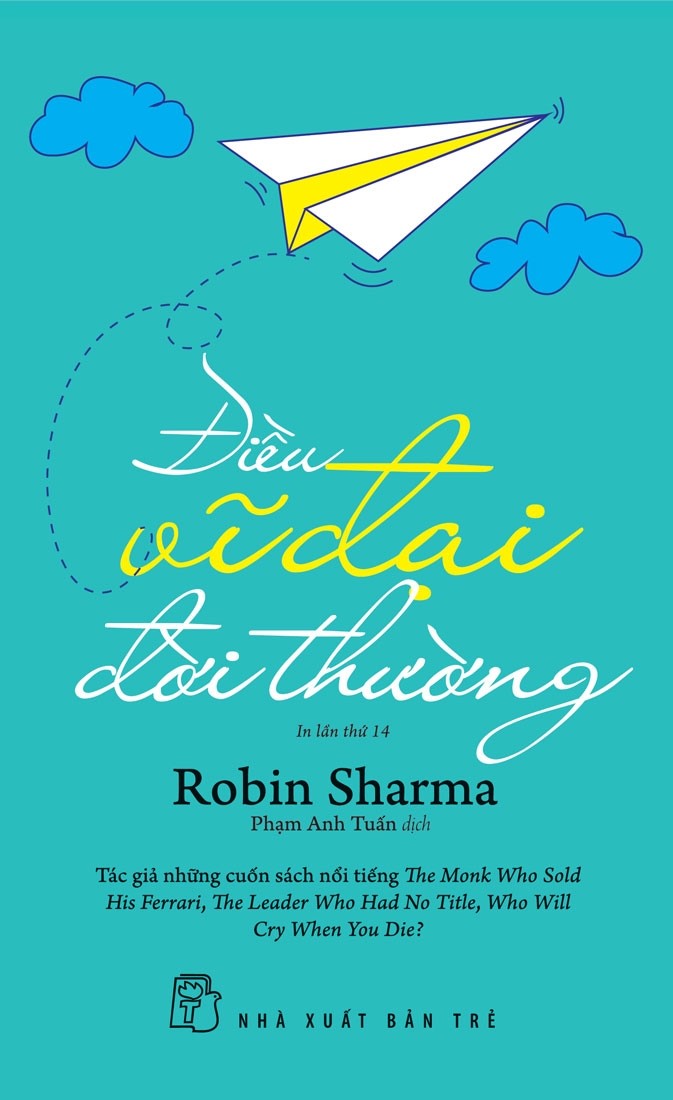 Điều
vĩ đại
đời thường
In lần thứ 14
Robin Sharma
Phạm Anh Tuấn dịch
Tác giả những cuốn sách nổi tiếng The Monk Who Sold
His Ferrari, The Leader Who Had No Title, Who Will
Cry When You Die?
T
NHÀ XUẤT BẢN TRẺ